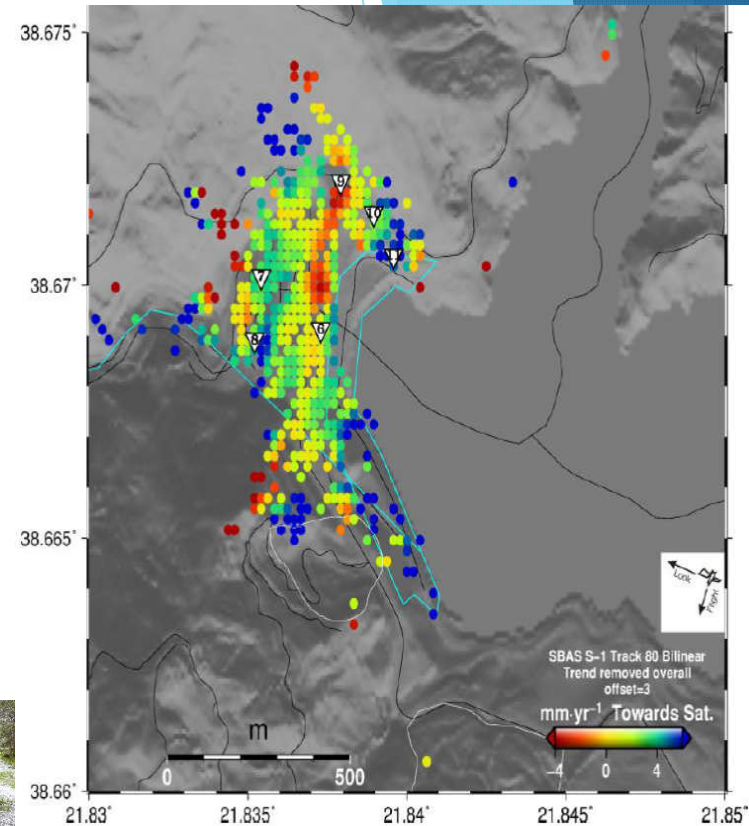 38.675°
9
10
11
38.67°
7
6
8
38.665°
Look
Flight
SBAS S-1 Track 80 Bilinear
Trend removed overall
offset=3
mm·yr⁻¹ Towards Sat.
-4 0 4
m
0 500
38.66°
21.83° 21.835° 21.84° 21.845° 21.85°